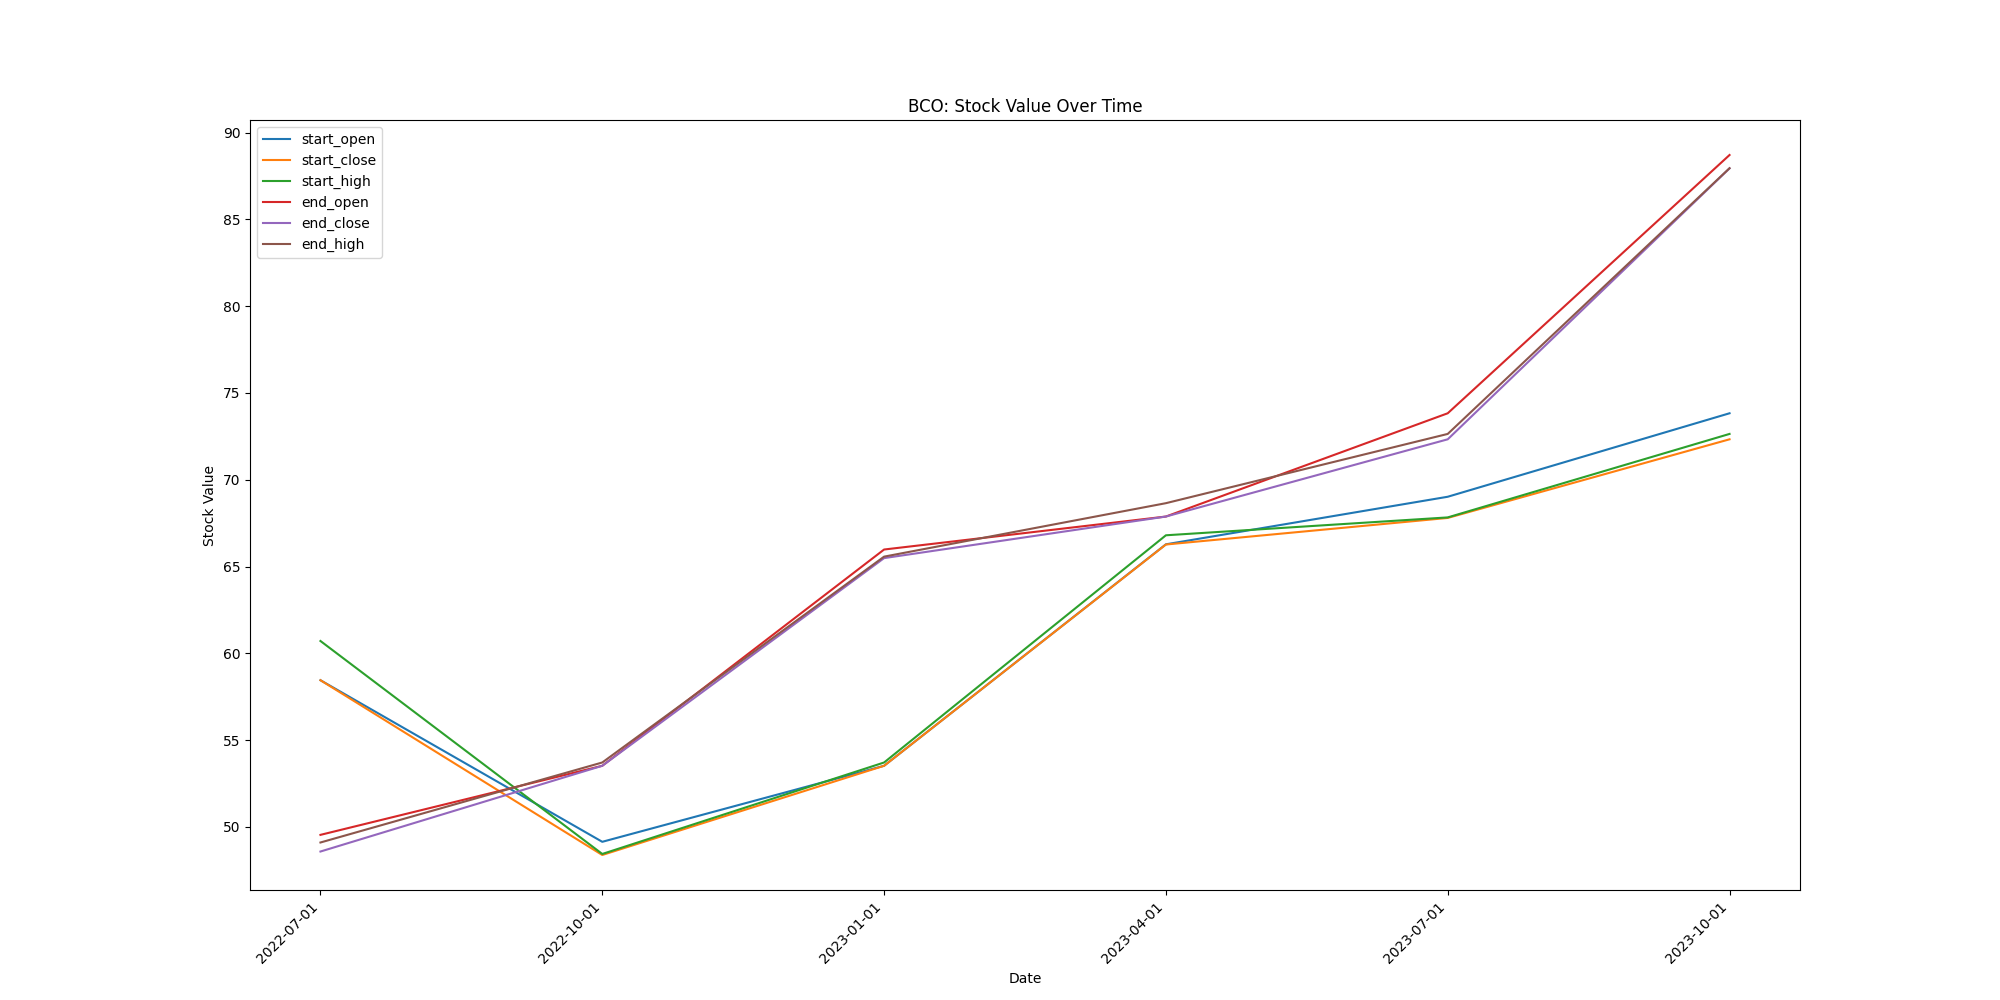 BCO: Stock Value Over Time
start_open
start_close
start_high
end_open
end_close
end_high
90
85
80
75
70
65
60
55
50
Stock Value
2022-07-01
2022-10-01
2023-01-01
2023-04-01
2023-07-01
2023-10-01
Date